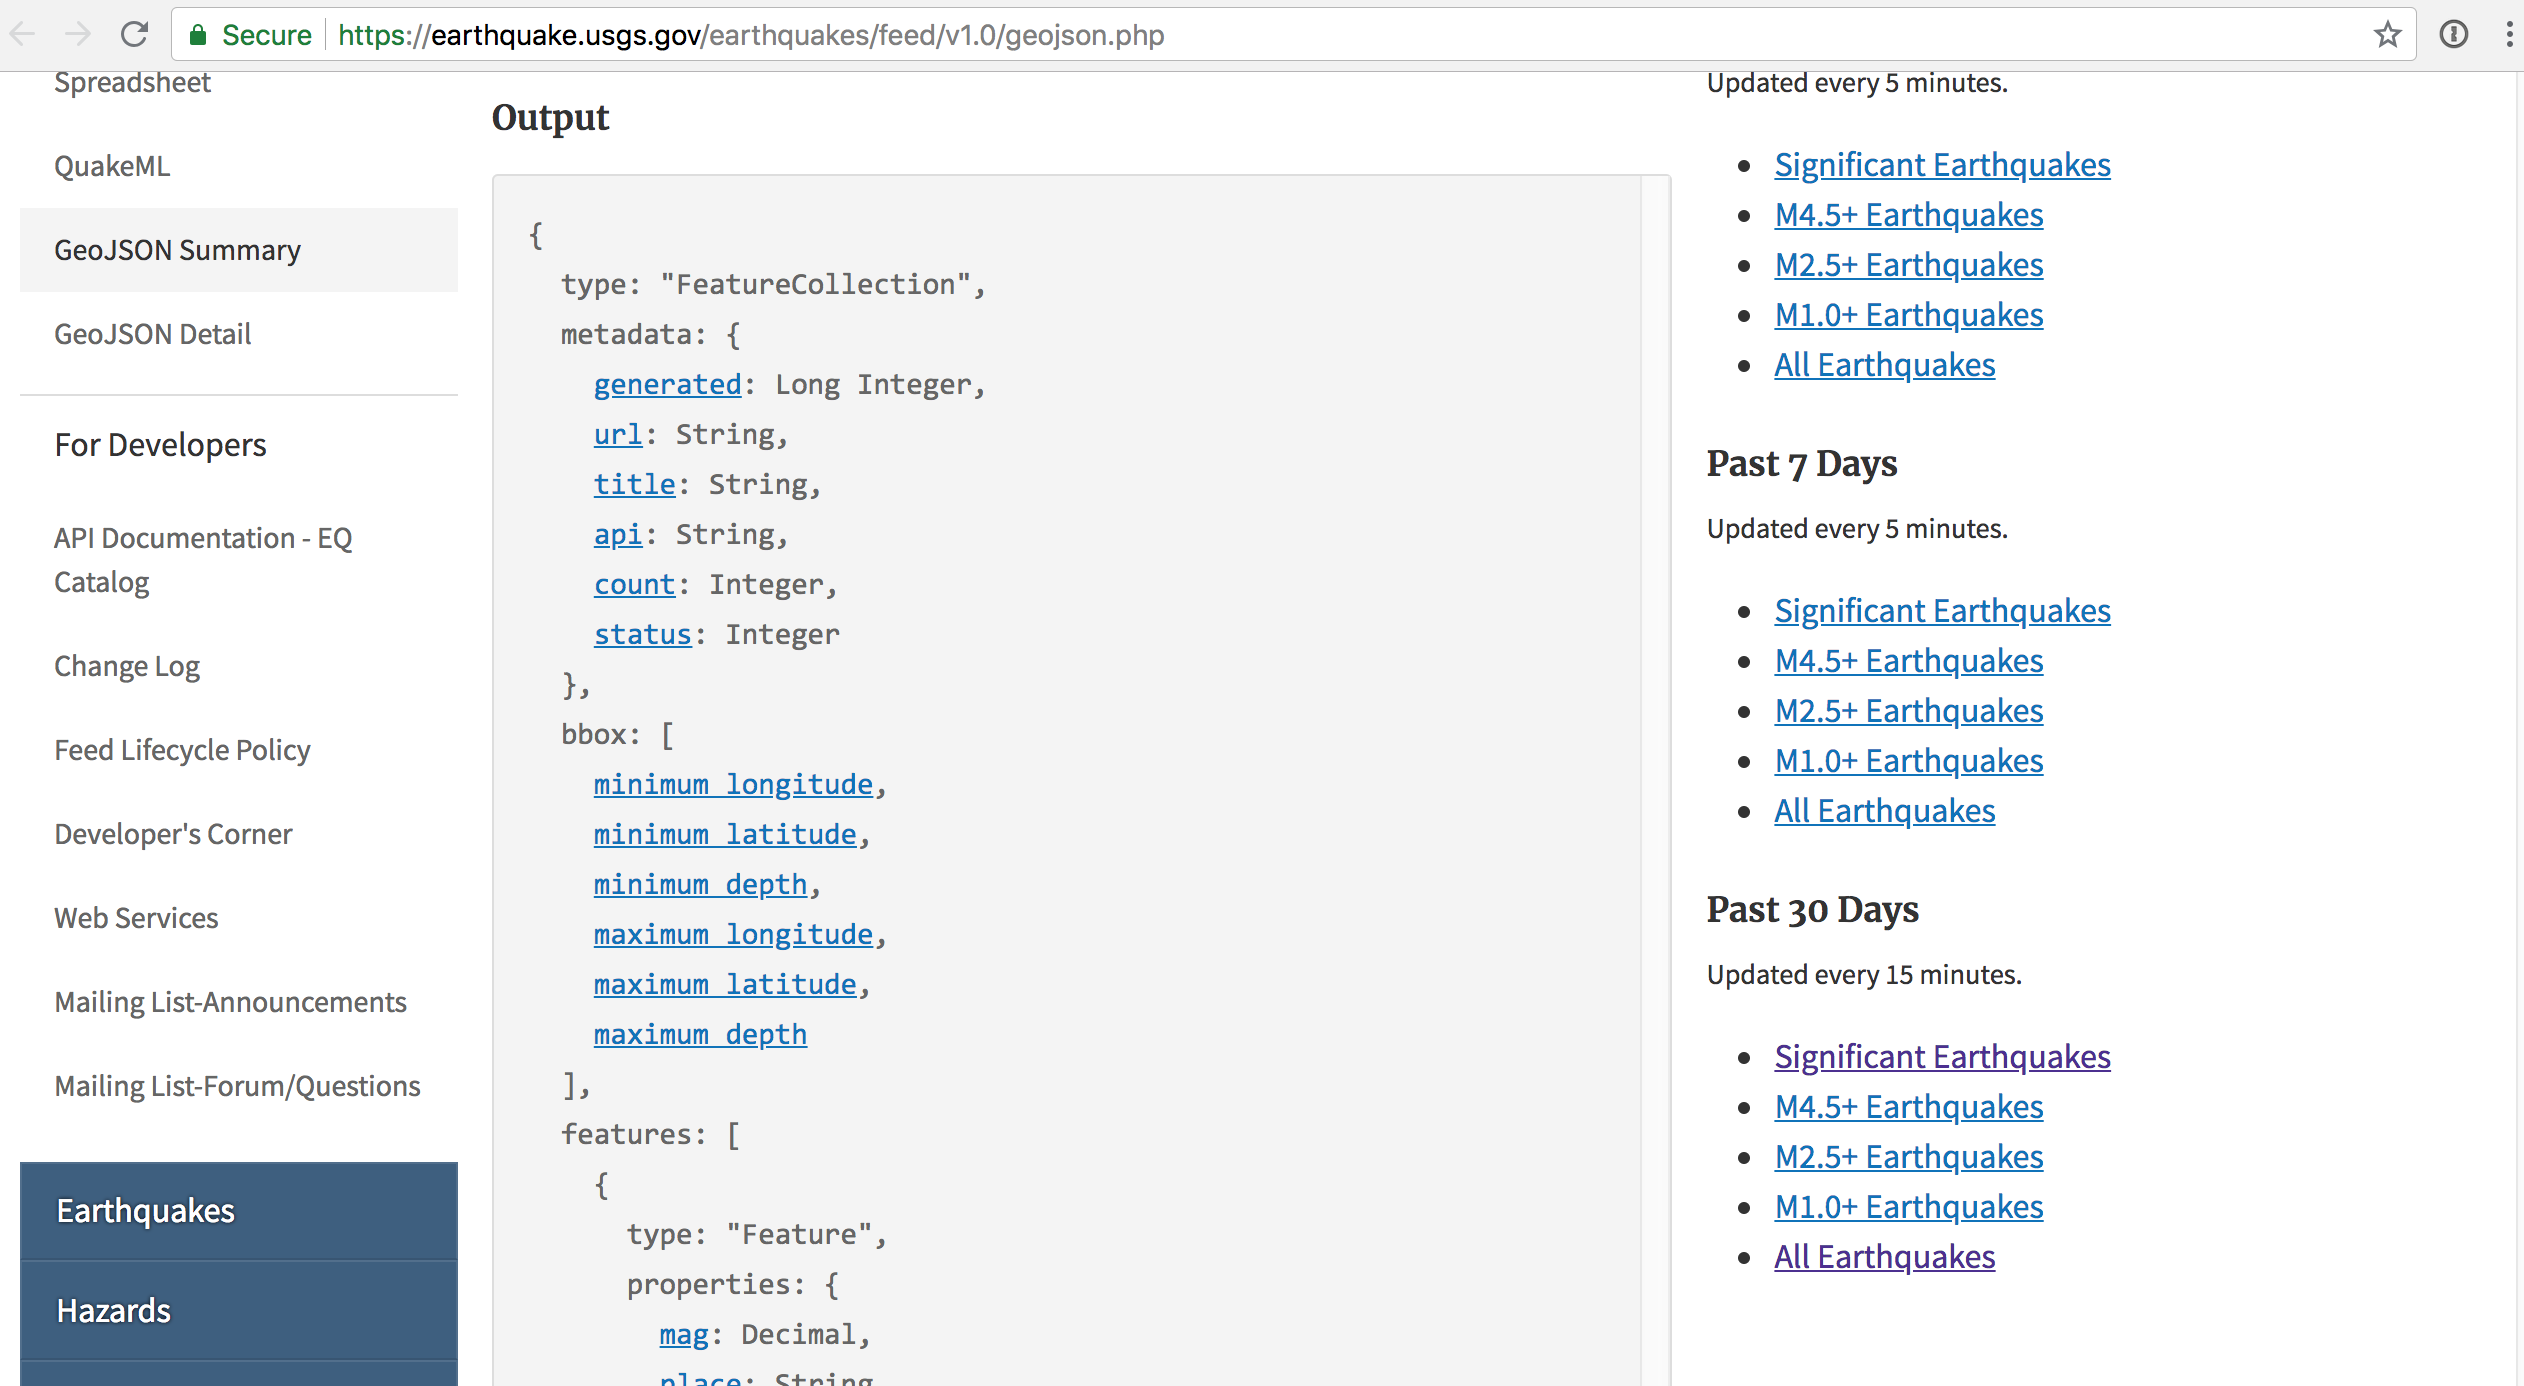 Secure https://earthquake.usgs.gov/earthquakes/feed/v1.0/geojson.php
Spreadsheet
QuakeML
GeoJSON Summary
GeoJSON Detail
For Developers
API Documentation - EQ
Catalog
Change Log
Feed Lifecycle Policy
Developer's Corner
Web Services
Mailing List-Announcements
Mailing List-Forum/Questions
Earthquakes
Hazards
Output
{
type: "FeatureCollection",
metadata: {
generated: Long Integer,
url: String,
title: String,
api: String,
count: Integer,
status: Integer
},
bbox: [
minimum longitude,
minimum latitude,
minimum depth,
maximum longitude,
maximum latitude,
maximum depth
],
features: [
{
type: "Feature",
properties: {
mag: Decimal,
place: String
Updated every 5 minutes.
• Significant Earthquakes
• M4.5+ Earthquakes
• M2.5+ Earthquakes
• M1.0+ Earthquakes
• All Earthquakes
Past 7 Days
Updated every 5 minutes.
• Significant Earthquakes
• M4.5+ Earthquakes
• M2.5+ Earthquakes
• M1.0+ Earthquakes
• All Earthquakes
Past 30 Days
Updated every 15 minutes.
• Significant Earthquakes
• M4.5+ Earthquakes
• M2.5+ Earthquakes
• M1.0+ Earthquakes
• All Earthquakes